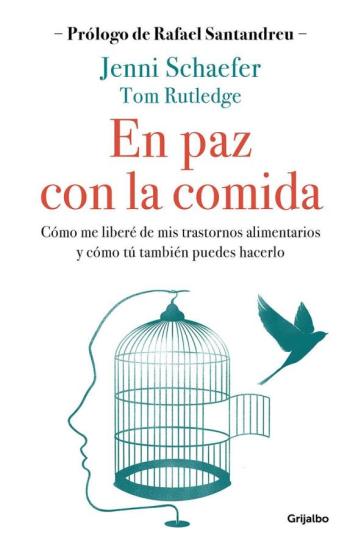 – Prólogo de Rafael Santandreu –
Jenni Schaefer
Tom Rutledge
En paz
con la comida
Cómo me liberé de mis trastornos alimentarios
y cómo tú también puedes hacerlo
Grijalbo